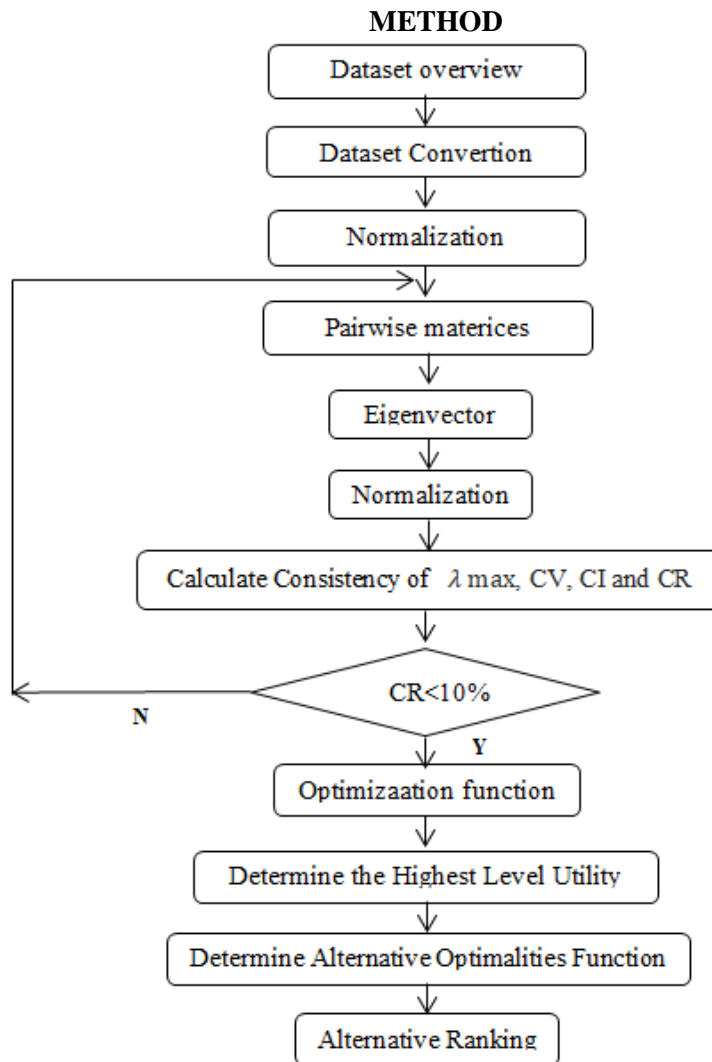 METHOD
Dataset overview
Dataset Convertion
Normalization
Pairwise materices
Eigenvector
Normalization
Calculate Consistency of λ max, CV, CI and CR
CR<10%
N
Y
Optimizaation function
Determine the Highest Level Utility
Determine Alternative Optimalities Function
Alternative Ranking